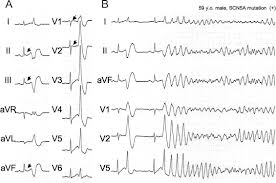 A
B
59 y.o. male, SCN5A mutation (+)
I
V1
I
II
V2
II
III
V3
aVF
aVR
V4
V1
aVL
V5
V2
aVF
V6
V5